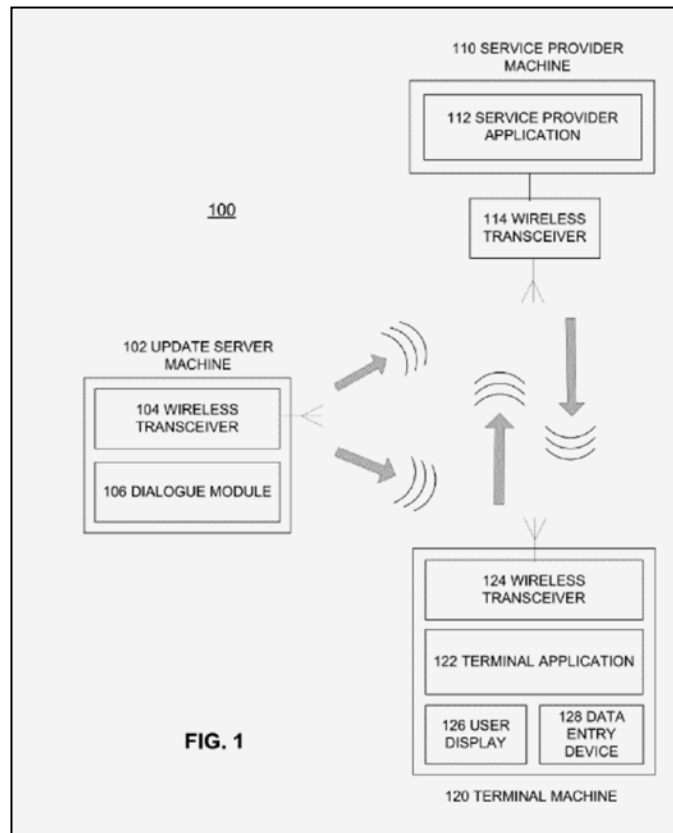 110 SERVICE PROVIDER
MACHINE
112 SERVICE PROVIDER
APPLICATION
100
114 WIRELESS
TRANSCEIVER
102 UPDATE SERVER
MACHINE
104 WIRELESS
TRANSCEIVER
106 DIALOGUE MODULE
124 WIRELESS
TRANSCEIVER
122 TERMINAL APPLICATION
126 USER
DISPLAY
128 DATA
ENTRY
DEVICE
FIG. 1
120 TERMINAL MACHINE